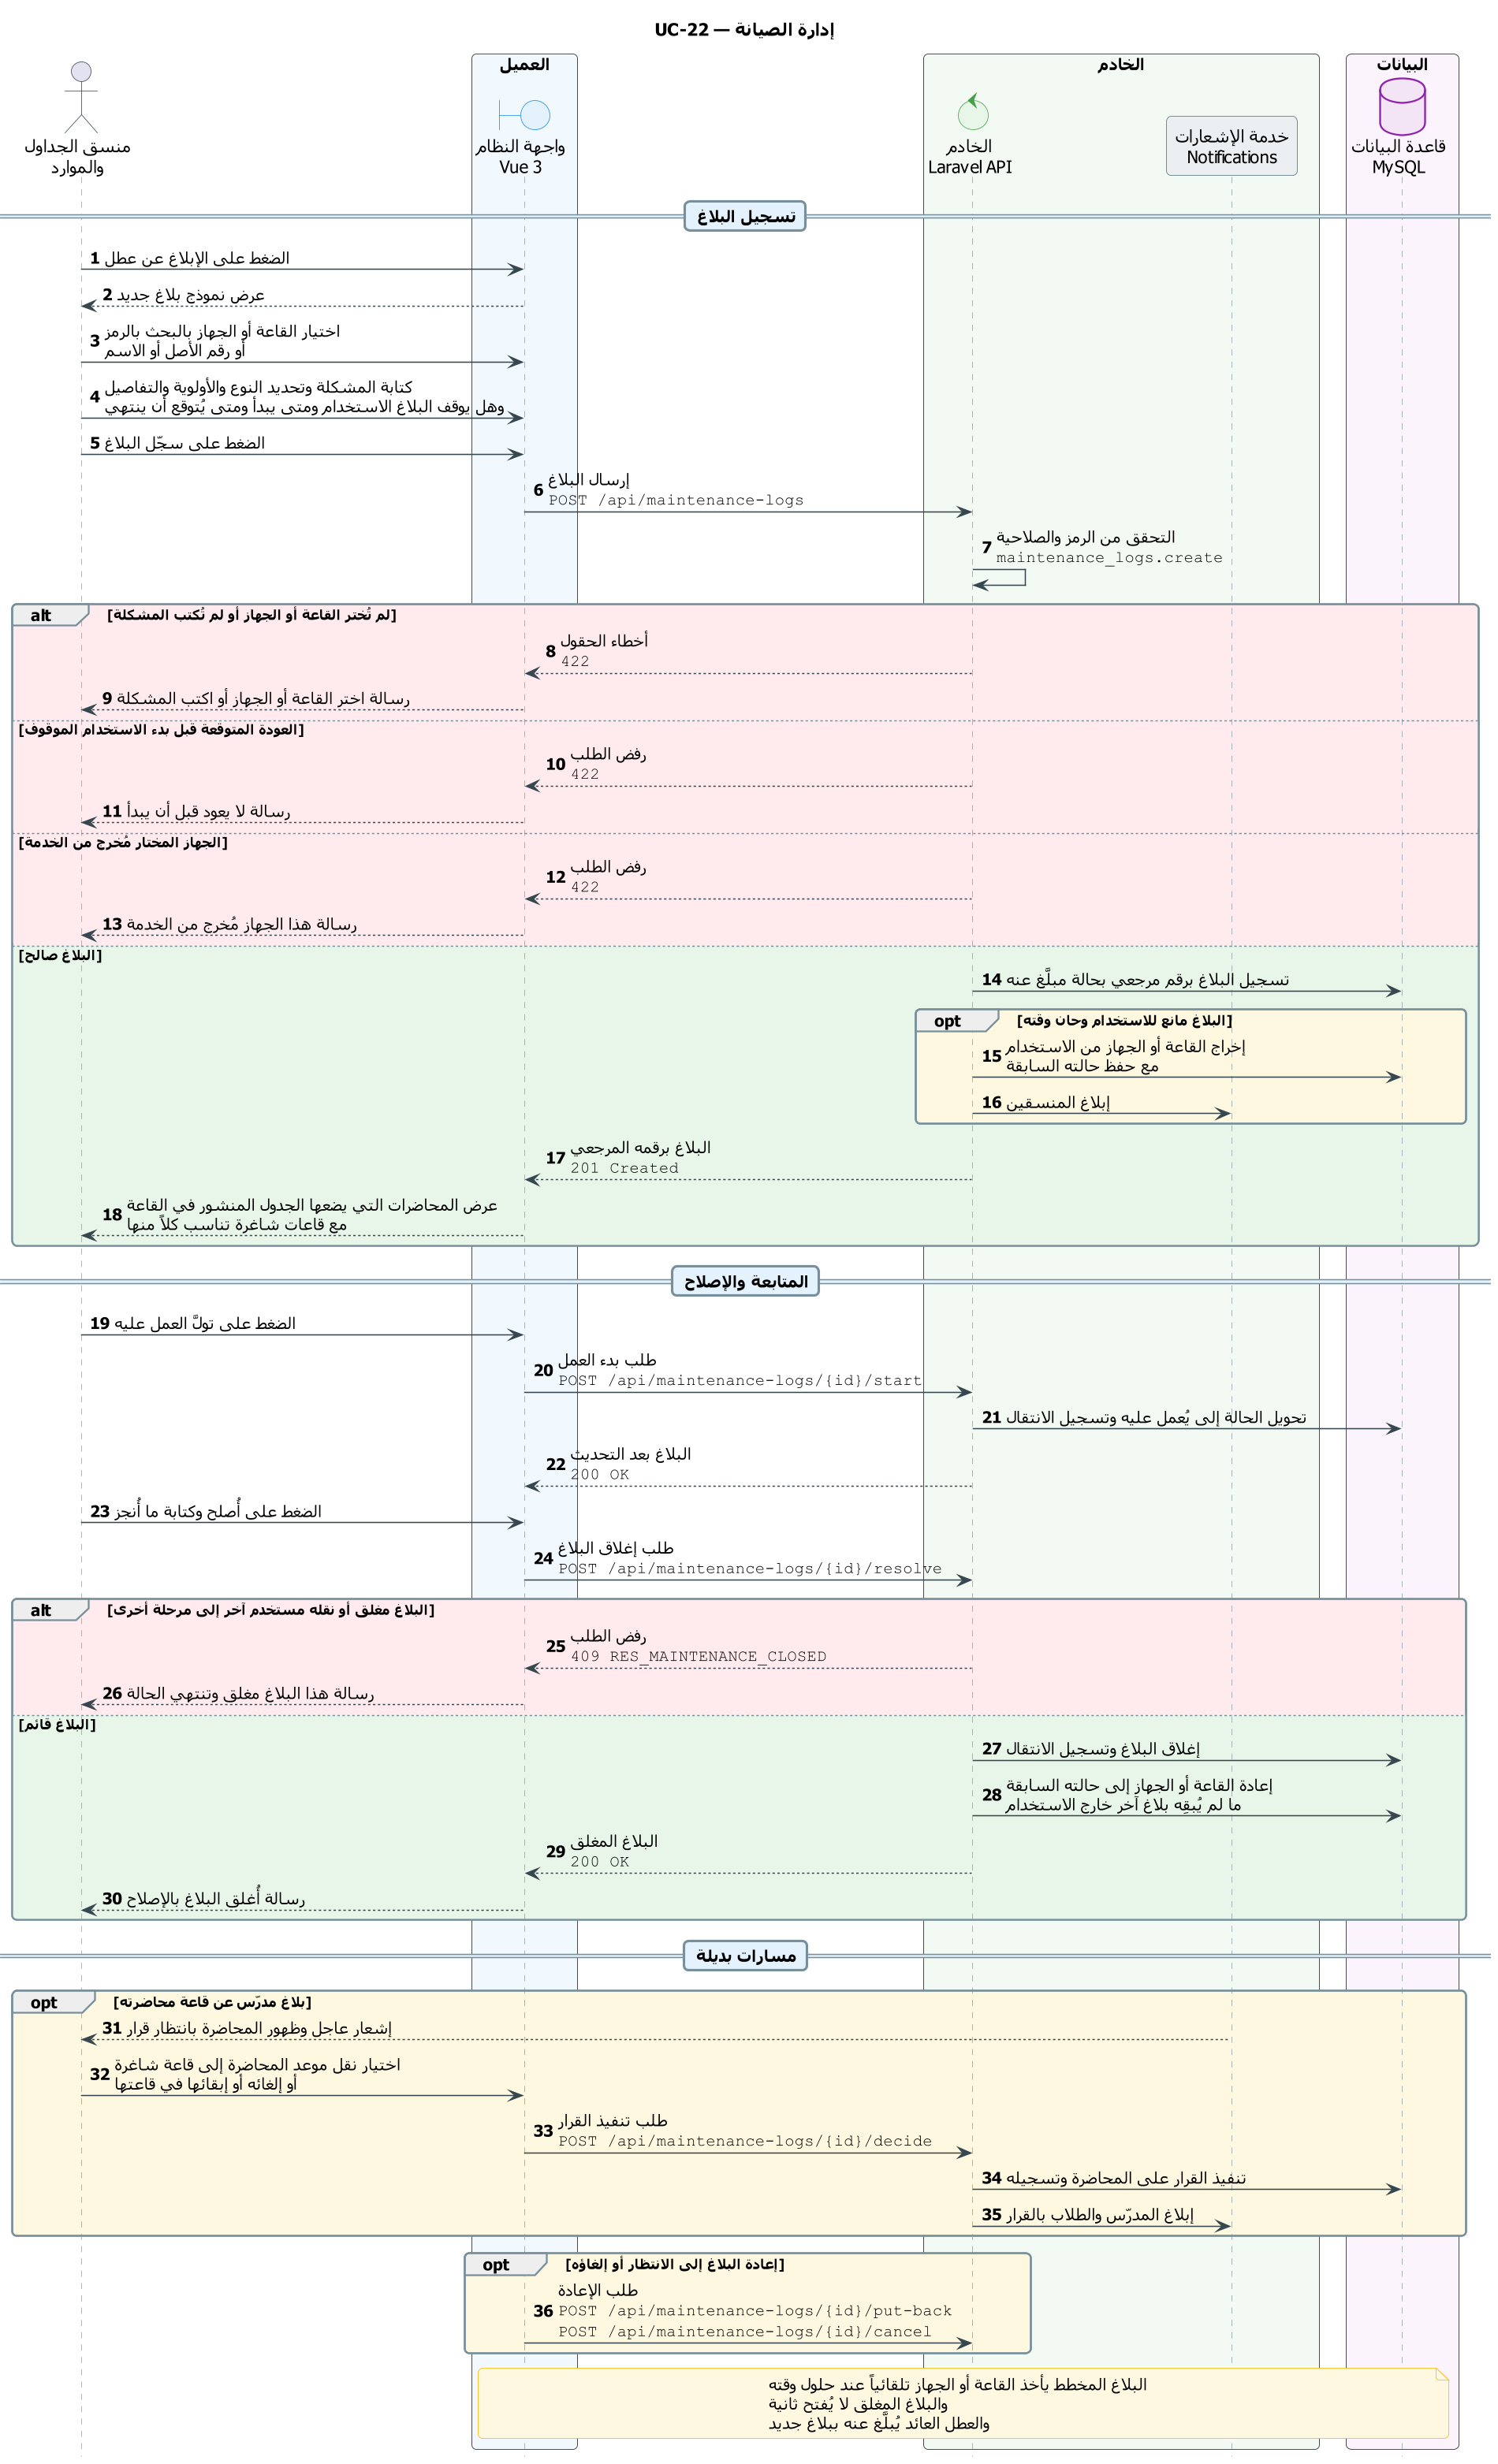 UC-22 — إدارة الصيانة
العميل
الخادم
البيانات
منسق الجداول
والموارد
واجهة النظام
Vue 3
الخادم
Laravel API
خدمة الإشعارات
Notifications
قاعدة البيانات
MySQL
تسجيل البلاغ
1 الضغط على الإبلاغ عن عطل
2 عرض نموذج بلاغ جديد
3 اختيار القاعة أو الجهاز بالبحث بالرمز
أو رقم الأصل أو الاسم
4 كتابة المشكلة وتحديد النوع والأولوية والتفاصيل
وهل يوقف البلاغ الاستخدام ومتى يبدأ ومتى يُتوقع أن ينتهي
5 الضغط على سجّل البلاغ
6 إرسال البلاغ
POST /api/maintenance-logs
7 التحقق من الرمز والصلاحية
maintenance_logs.create
alt [لم تُختر القاعة أو الجهاز أو لم تُكتب المشكلة]
8 أخطاء الحقول
422
9 رسالة اختر القاعة أو الجهاز أو اكتب المشكلة
[العودة المتوقعة قبل بدء الاستخدام الموقوف]
10 رفض الطلب
422
11 رسالة لا يعود قبل أن يبدأ
[الجهاز المختار مُخرج من الخدمة]
12 رفض الطلب
422
13 رسالة هذا الجهاز مُخرج من الخدمة
[البلاغ صالح]
14 تسجيل البلاغ برقم مرجعي بحالة مبلَّغ عنه
opt [البلاغ مانع للاستخدام وحان وقته]
15 إخراج القاعة أو الجهاز من الاستخدام
مع حفظ حالته السابقة
16 إبلاغ المنسقين
17 البلاغ برقمه المرجعي
201 Created
18 عرض المحاضرات التي يضعها الجدول المنشور في القاعة
مع قاعات شاغرة تناسب كلاً منها
المتابعة والإصلاح
19 الضغط على تولَّ العمل عليه
20 طلب بدء العمل
POST /api/maintenance-logs/{id}/start
21 تحويل الحالة إلى يُعمل عليه وتسجيل الانتقال
22 البلاغ بعد التحديث
200 OK
23 الضغط على أُصلح وكتابة ما أُنجز
24 طلب إغلاق البلاغ
POST /api/maintenance-logs/{id}/resolve
alt [البلاغ مغلق أو نقله مستخدم آخر إلى مرحلة أخرى]
25 رفض الطلب
409 RES_MAINTENANCE_CLOSED
26 رسالة هذا البلاغ مغلق وتنتهي الحالة
[البلاغ قائم]
27 إغلاق البلاغ وتسجيل الانتقال
28 إعادة القاعة أو الجهاز إلى حالته السابقة
ما لم يُبقِه بلاغ آخر خارج الاستخدام
29 البلاغ المغلق
200 OK
30 رسالة أُغلق البلاغ بالإصلاح
مسارات بديلة
opt [بلاغ مدرّس عن قاعة محاضرته]
31 إشعار عاجل وظهور المحاضرة بانتظار قرار
32 اختيار نقل موعد المحاضرة إلى قاعة شاغرة
أو إلغائه أو إبقائها في قاعتها
33 طلب تنفيذ القرار
POST /api/maintenance-logs/{id}/decide
34 تنفيذ القرار على المحاضرة وتسجيله
35 إبلاغ المدرّس والطلاب بالقرار
opt [إعادة البلاغ إلى الانتظار أو إلغاؤه]
36 طلب الإعادة
POST /api/maintenance-logs/{id}/put-back
POST /api/maintenance-logs/{id}/cancel
البلاغ المخطط يأخذ القاعة أو الجهاز تلقائياً عند حلول وقته
والبلاغ المغلق لا يُفتح ثانية
والعطل العائد يُبلَّغ عنه ببلاغ جديد